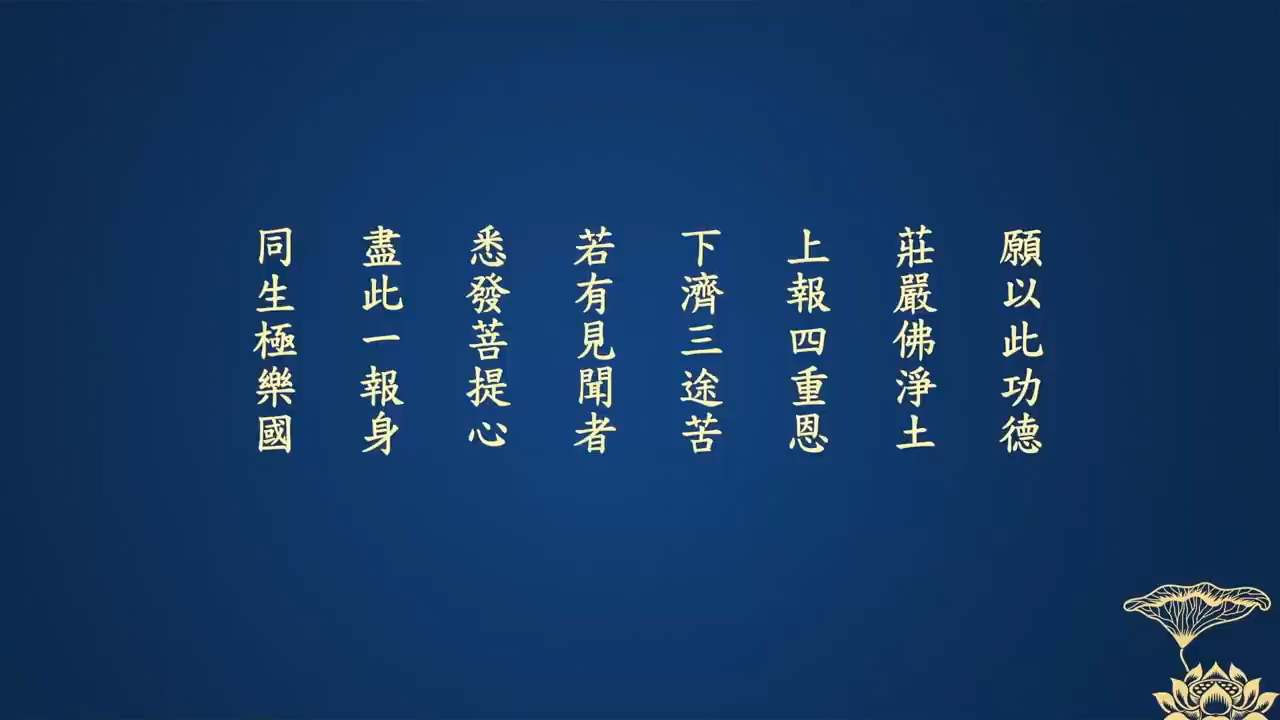 願以此功德
莊嚴佛淨土
上報四重恩
下濟三途苦
若有見聞者
悉發菩提心
盡此一報身
同生極樂國